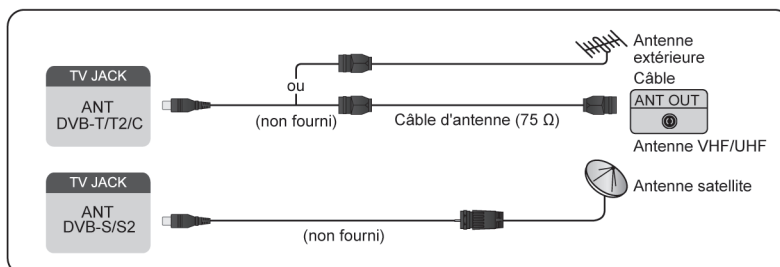 TV JACK
ANT
DVB-T/T2/C
ou
(non fourni)
Câble d'antenne (75 Ω)
Antenne
extérieure
Câble
ANT OUT
Antenne VHF/UHF
TV JACK
ANT
DVB-S/S2
(non fourni)
Antenne satellite